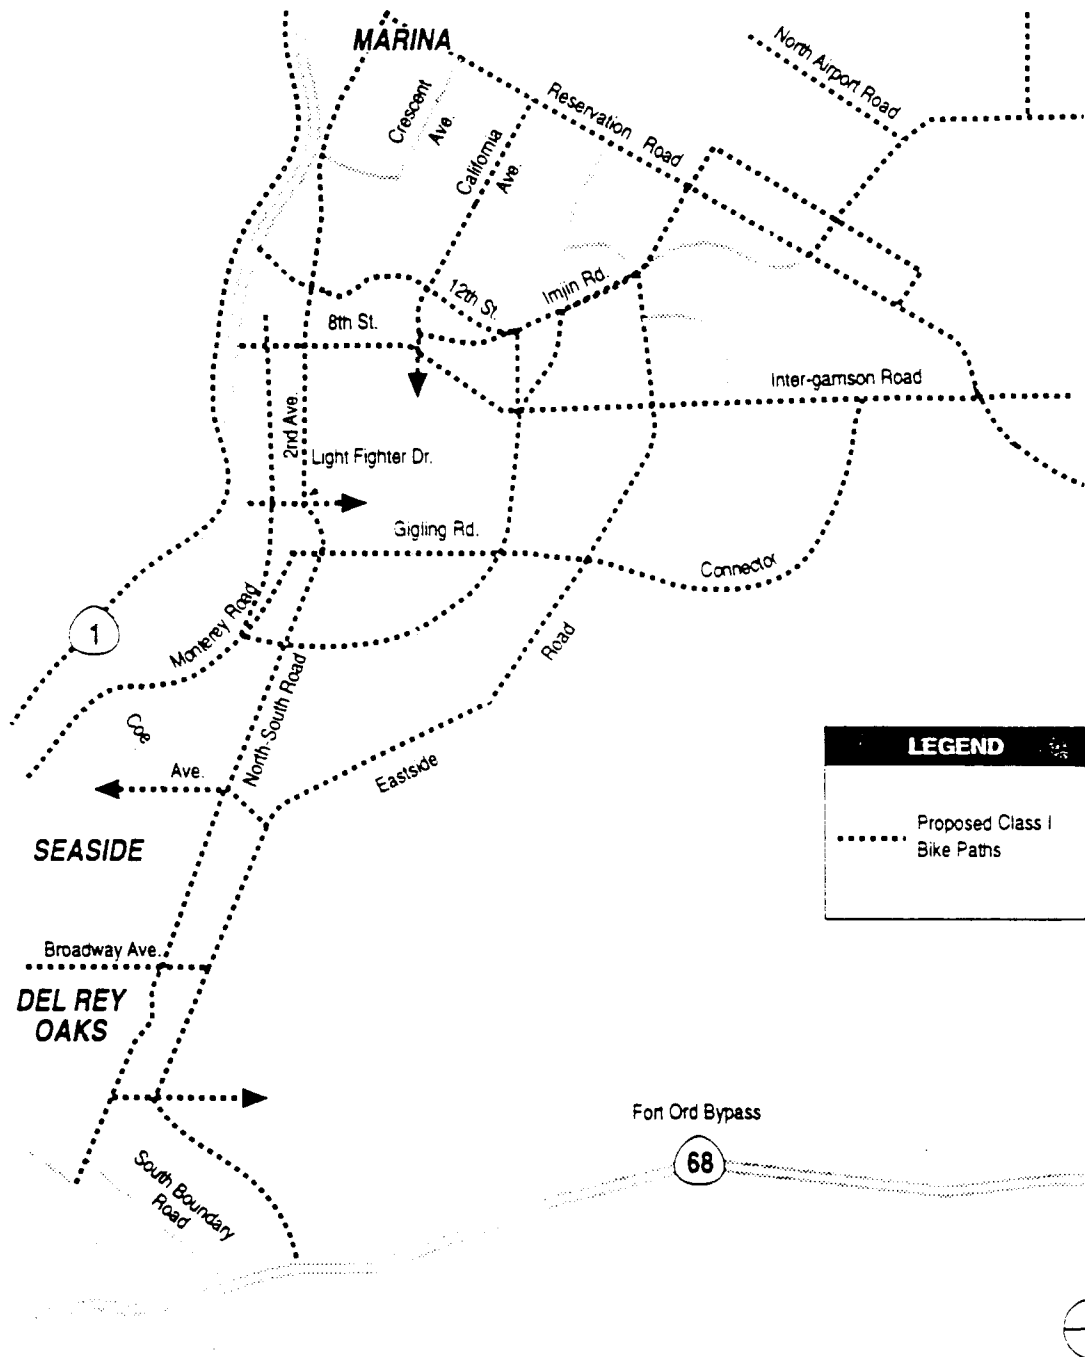 MARINA
North Airport Road
Crescent
Ave.
Reservation Road
California
Ave.
12th St.
Imjin Rd.
8th St.
Inter-garnson Road
2nd Ave.
Light Fighter Dr.
Gigling Rd.
Connector
1
Monterey Road
Road
North-South Road
Coe
Ave.
Eastside
LEGEND
Proposed Class I
Bike Paths
SEASIDE
Broadway Ave.
DEL REY
OAKS
Fort Ord Bypass
68
South Boundary
Road